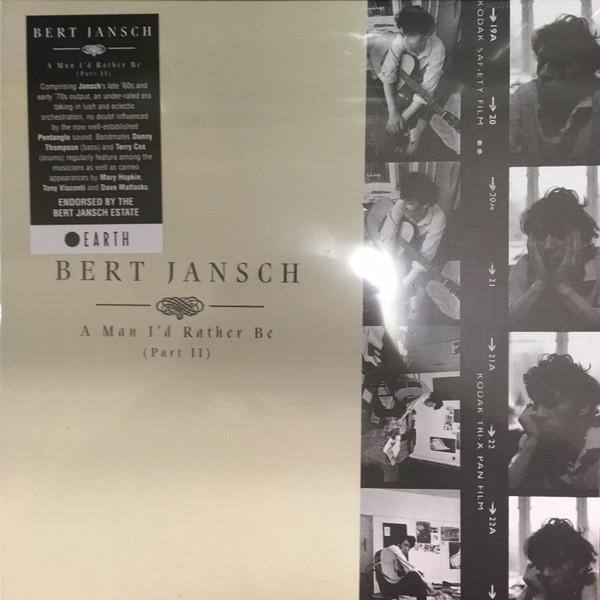 BERT JANSCH
A Man I'd Rather Be
(Part II)
Comprising Jansch's late '60s and
early '70s output, an under-rated era
taking in lush and eclectic
orchestration, no doubt influenced
by the now well-established
Pentangle sound. Bandmates Danny
Thompson (bass) and Terry Cox
(drums) regularly feature among the
musicians as well as cameo
appearances by Mary Hopkin,
Tony Visconti and Dave Mattacks.
ENDORSED BY THE
BERT JANSCH ESTATE
EARTH
BERT JANSCH
A Man I'd Rather Be
(Part II)
KODAK SAFETY FILM
→19A
→20
→20A
→21
→21A
KODAK TRI X PAN FILM
→22
→22A